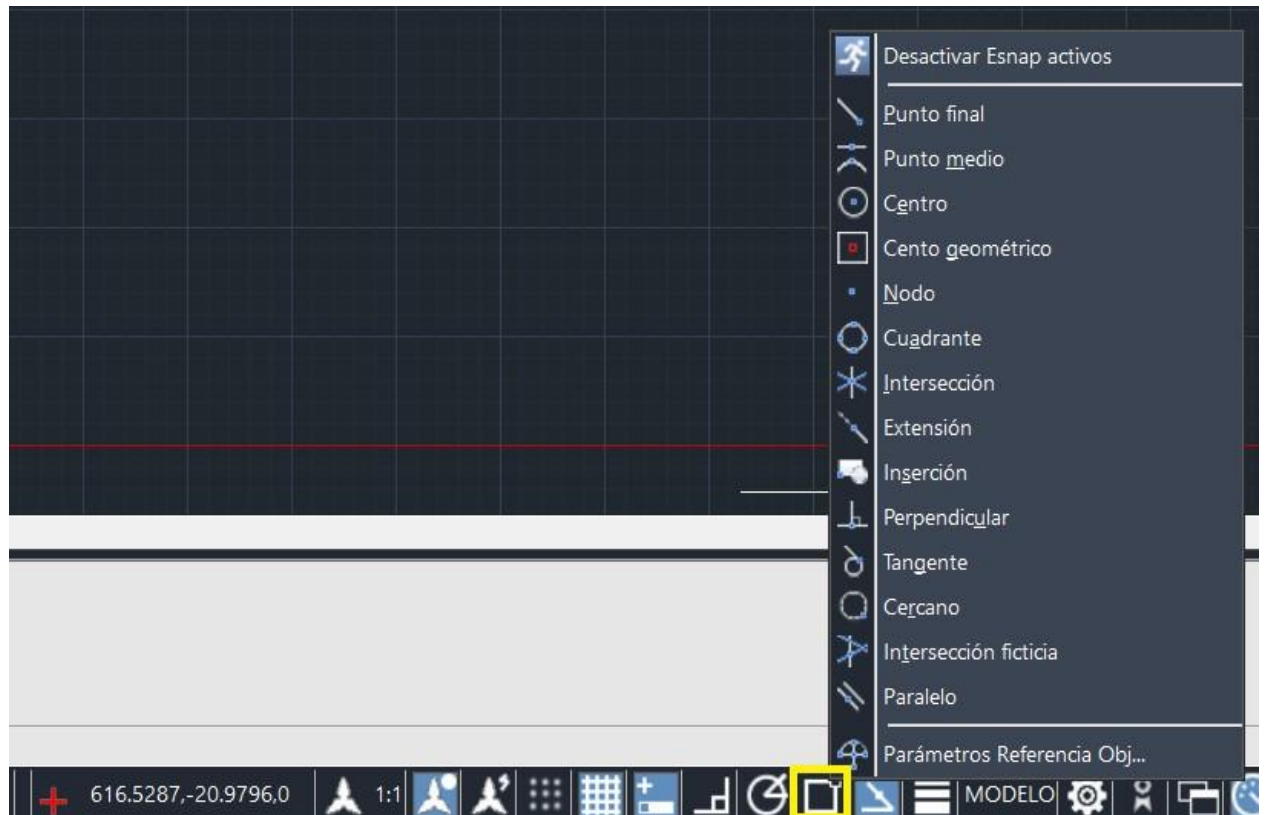 Desactivar Esnap activos
Punto final
Punto medio
Centro
Cento geométrico
Nodo
Cuadrante
Intersección
Extensión
Inserción
Perpendicular
Tangente
Cercano
Intersección ficticia
Paralelo
Parámetros Referencia Obj...
616.5287,-20.9796,0 1:1 MODELO